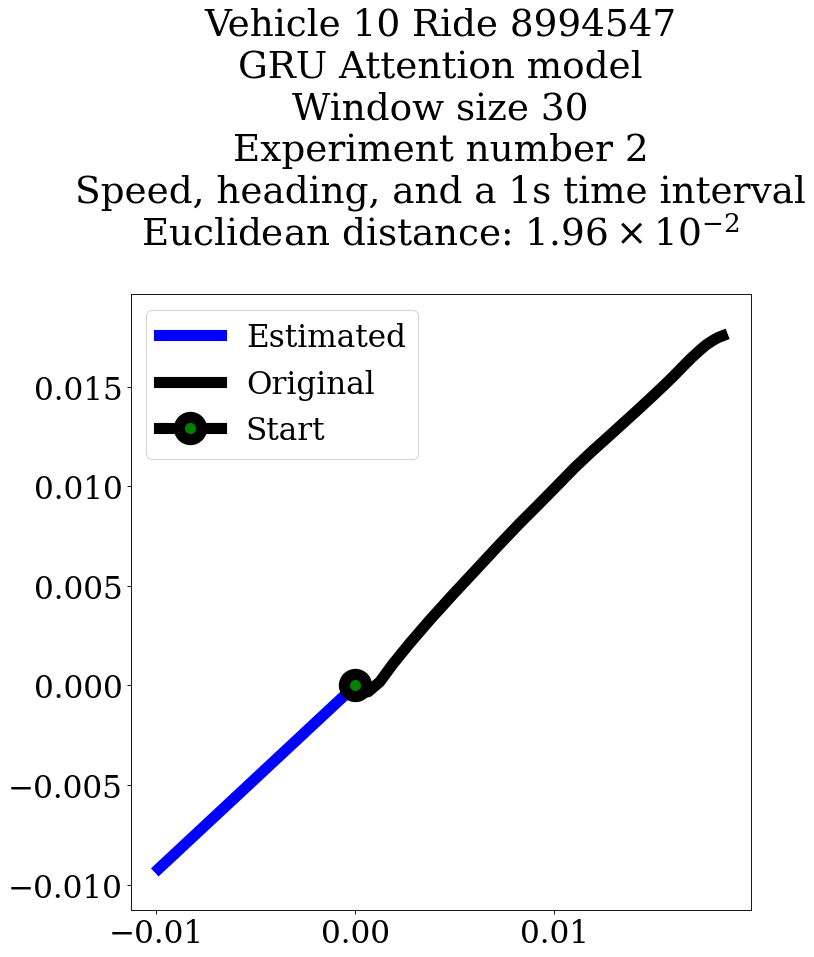 Vehicle 10 Ride 8994547
GRU Attention model
Window size 30
Experiment number 2
Speed, heading, and a 1s time interval
Euclidean distance: 1.96 × 10⁻²
Estimated
Original
Start
0.015
0.010
0.005
0.000
−0.005
−0.010
−0.01 0.00 0.01